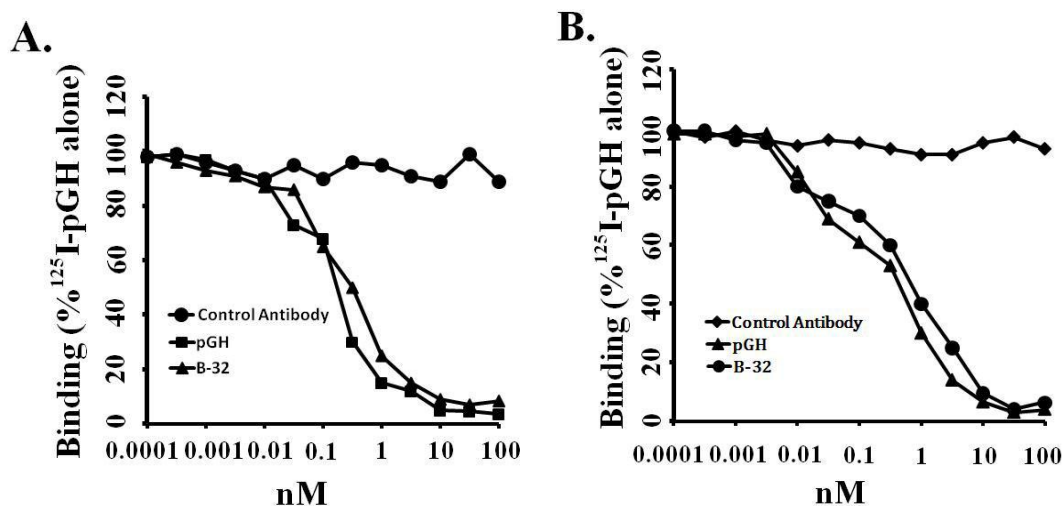 A.
Binding (% ¹²⁵I-pGH alone)
120
100
80
60
40
20
0
Control Antibody
pGH
B-32
0.0001 0.001 0.01 0.1 1 10 100
nM
B.
Binding (% ¹²⁵I-pGH alone)
120
100
80
60
40
20
0
Control Antibody
pGH
B-32
0.0001 0.001 0.01 0.1 1 10 100
nM